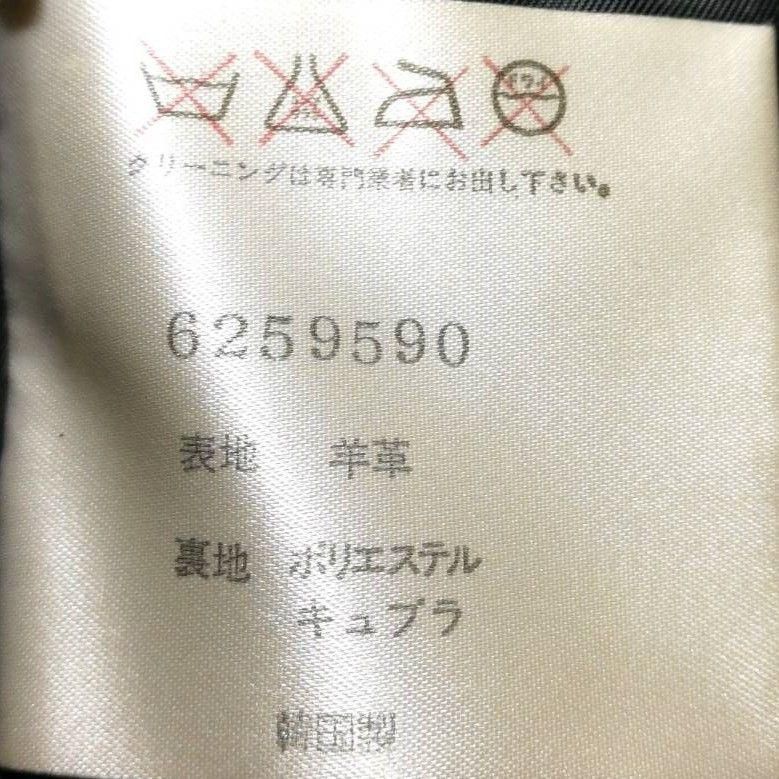 クリーニングは専門業者にお出し下さい。
6259590
表地 羊革
裏地 ポリエステル
キュプラ
韓国製